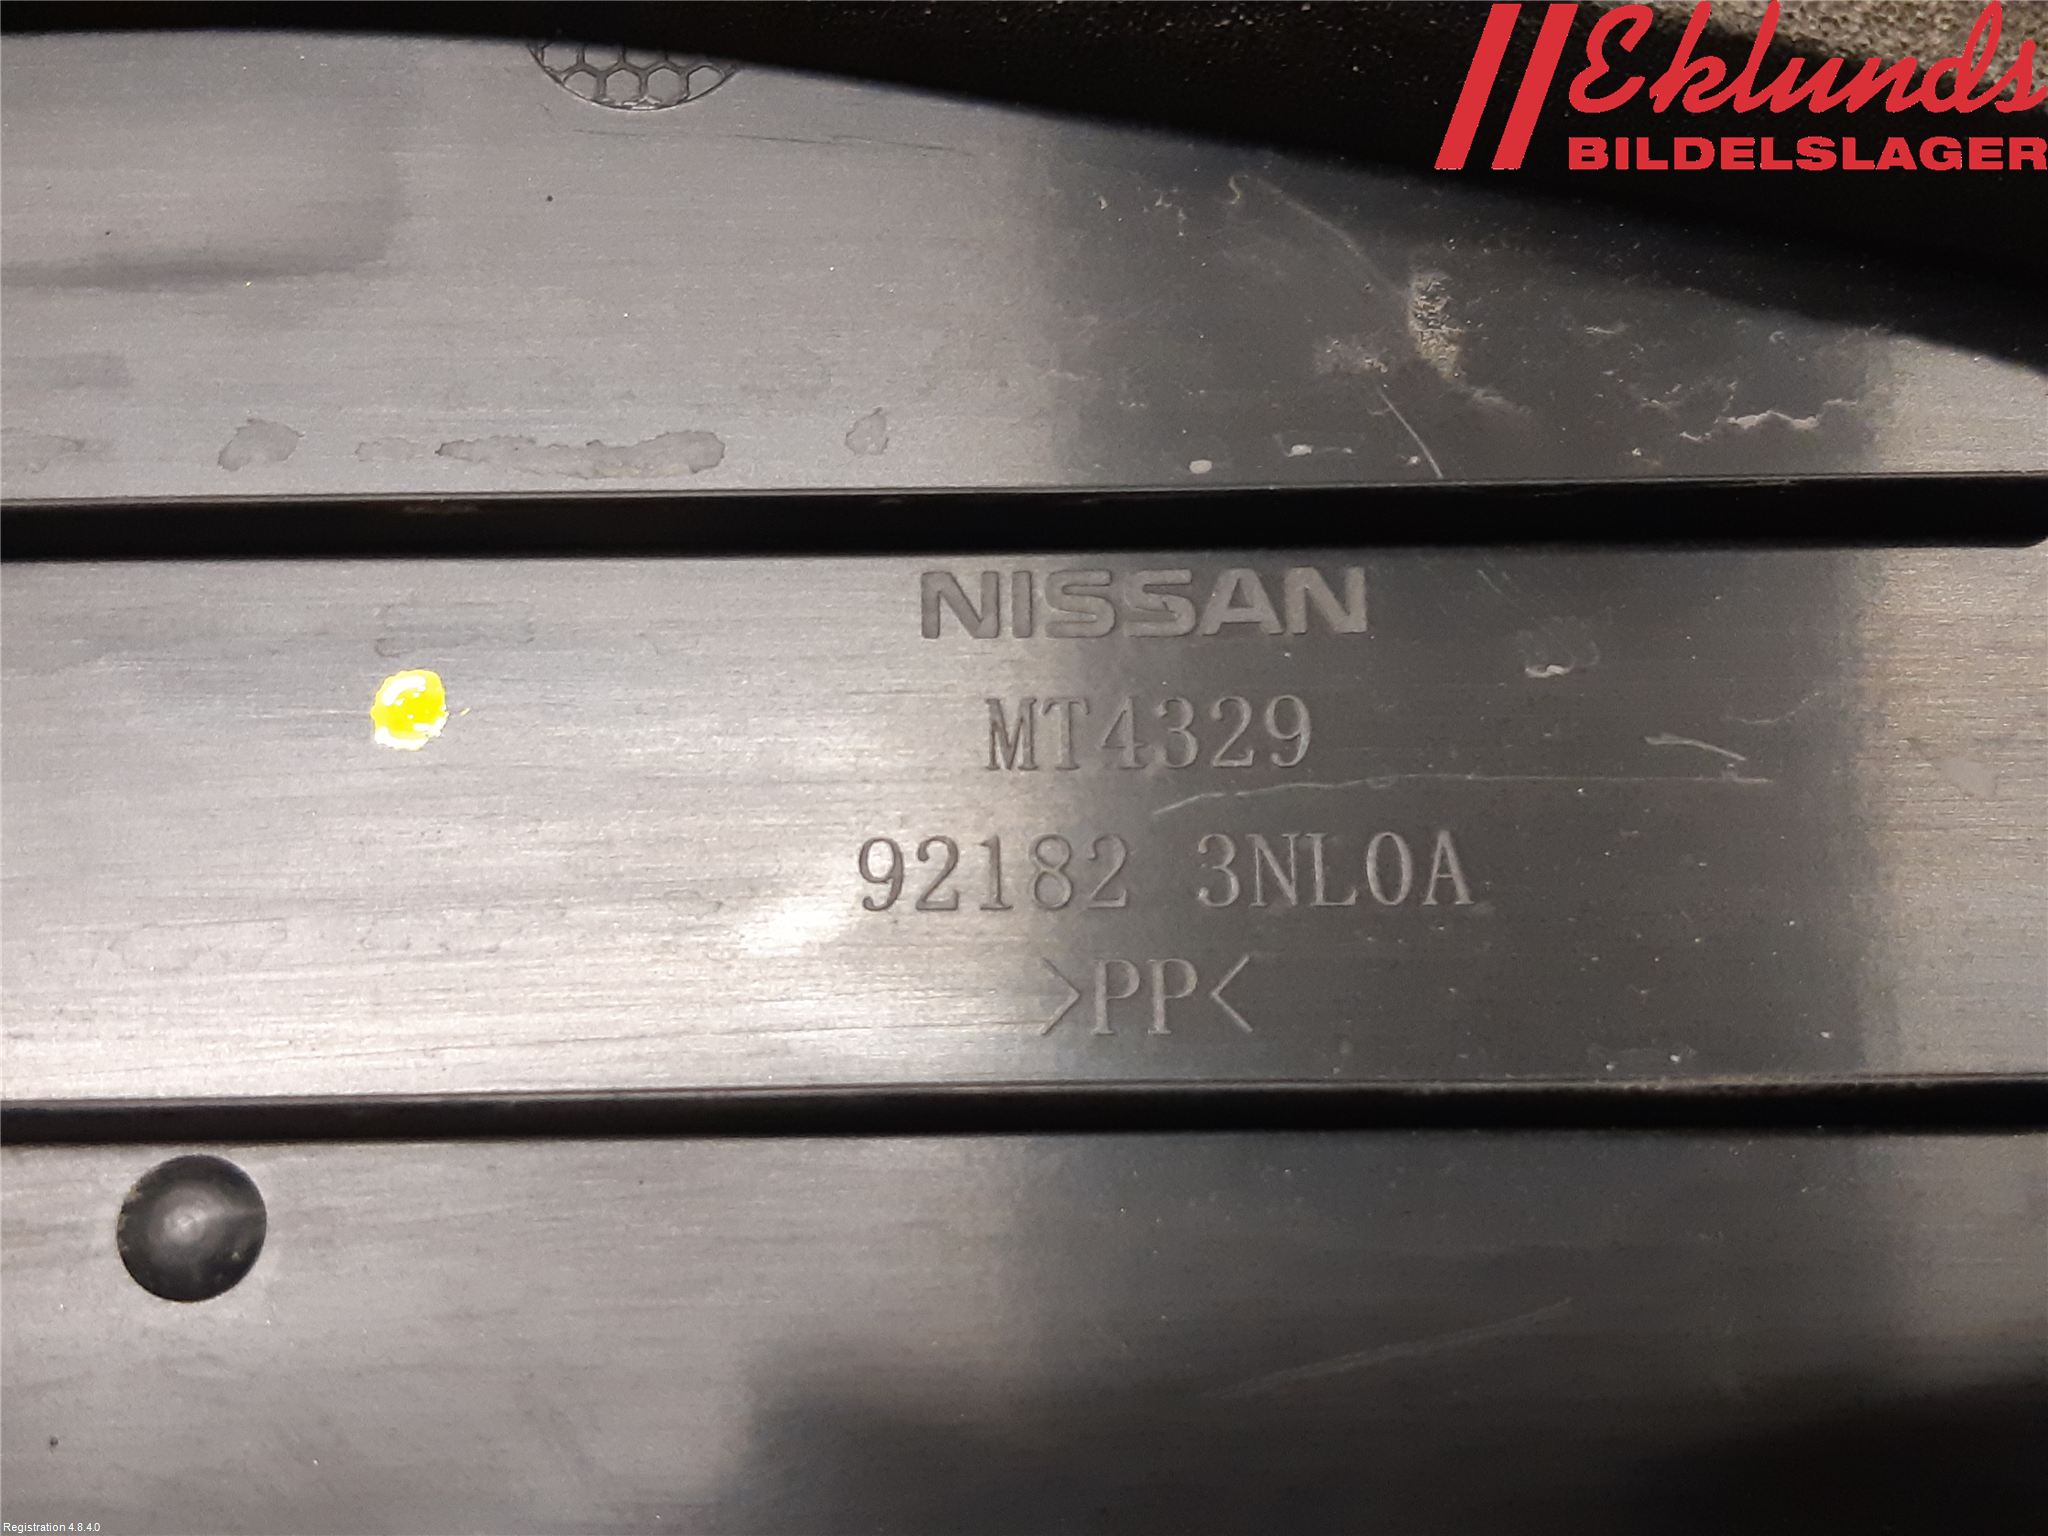 Eklunds
BILDELSLAGER
NISSAN
MT4329
92182 3NL0A
>PP<
Registration 4.8.4.0